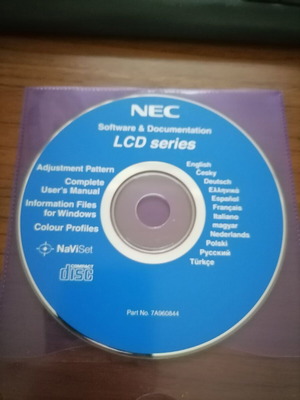 NEC
Software & Documentation
LCD series
Adjustment Pattern
Complete
User's Manual
Information Files
for Windows
Colour Profiles
NaViSet
COMPACT
disc
English
Česky
Deutsch
Ελληνικά
Español
Français
Italiano
magyar
Nederlands
Polski
Русский
Türkçe
Part No. 7A960844